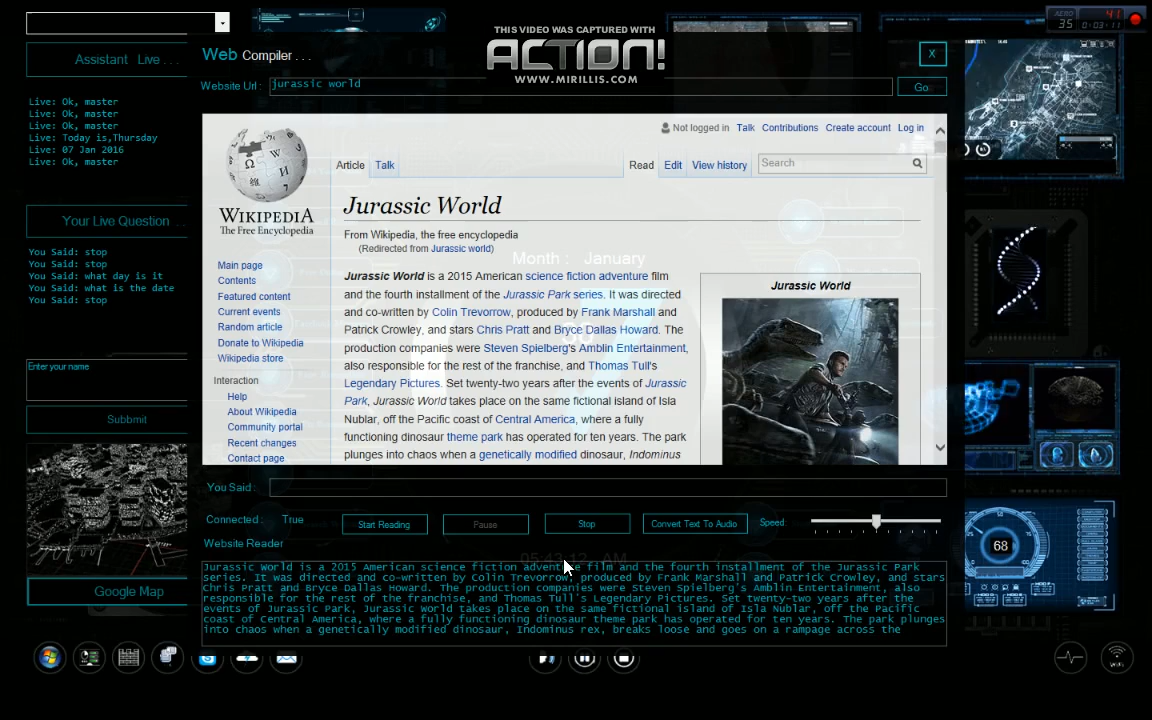 THIS VIDEO WAS CAPTURED WITH
ACTION!
WWW.MIRILLIS.COM
AERO
35
41
0:03:11
Assistant Live . . .
Live: Ok, master
Live: Ok, master
Live: Ok, master
Live: Today is,Thursday
Live: 07 Jan 2016
Live: Ok, master
Your Live Question . .
You Said: stop
You Said: stop
You Said: what day is it
You Said: what is the date
You Said: stop
Enter your name
Submit
Google Map
Web Compiler . . .
X
Website Url :
jurassic world
Go
Not logged in Talk Contributions Create account Log in
Article Talk
Read Edit View history
Search
WIKIPEDIA
The Free Encyclopedia
Main page
Contents
Featured content
Current events
Random article
Donate to Wikipedia
Wikipedia store
Interaction
Help
About Wikipedia
Community portal
Recent changes
Contact page
Jurassic World
From Wikipedia, the free encyclopedia
(Redirected from Jurassic world)
Month : January
Jurassic World is a 2015 American science fiction adventure film
and the fourth installment of the Jurassic Park series. It was directed
and co-written by Colin Trevorrow, produced by Frank Marshall and
Patrick Crowley, and stars Chris Pratt and Bryce Dallas Howard. The
production companies were Steven Spielberg's Amblin Entertainment,
also responsible for the rest of the franchise, and Thomas Tull's
Legendary Pictures. Set twenty-two years after the events of Jurassic
Park, Jurassic World takes place on the same fictional island of Isla
Nublar, off the Pacific coast of Central America, where a fully
functioning dinosaur theme park has operated for ten years. The park
plunges into chaos when a genetically modified dinosaur, Indominus
Jurassic World
You Said :
Connected : True
Start Reading
Pause
Stop
Convert Text To Audio
Speed:
Website Reader
05:43:12 AM
Jurassic World is a 2015 American science fiction adventure film and the fourth installment of the Jurassic Park
series. It was directed and co-written by Colin Trevorrow, produced by Frank Marshall and Patrick Crowley, and stars
Chris Pratt and Bryce Dallas Howard. The production companies were Steven Spielberg's Amblin Entertainment, also
responsible for the rest of the franchise, and Thomas Tull's Legendary Pictures. Set twenty-two years after the
events of Jurassic Park, Jurassic World takes place on the same fictional island of Isla Nublar, off the Pacific
coast of Central America, where a fully functioning dinosaur theme park has operated for ten years. The park plunges
into chaos when a genetically modified dinosaur, Indominus rex, breaks loose and goes on a rampage across the
68